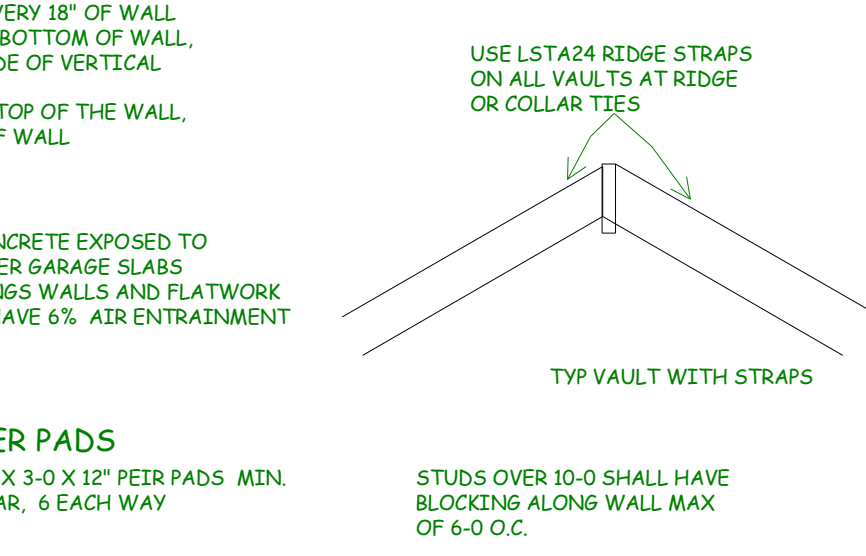 VERY 18" OF WALL
BOTTOM OF WALL,
DE OF VERTICAL
TOP OF THE WALL,
F WALL
NCRETE EXPOSED TO
ER GARAGE SLABS
NGS WALLS AND FLATWORK
HAVE 6% AIR ENTRAINMENT
ER PADS
X 3-0 X 12" PEIR PADS MIN.
AR, 6 EACH WAY
USE LSTA24 RIDGE STRAPS
ON ALL VAULTS AT RIDGE
OR COLLAR TIES
TYP VAULT WITH STRAPS
STUDS OVER 10-0 SHALL HAVE
BLOCKING ALONG WALL MAX
OF 6-0 O.C.